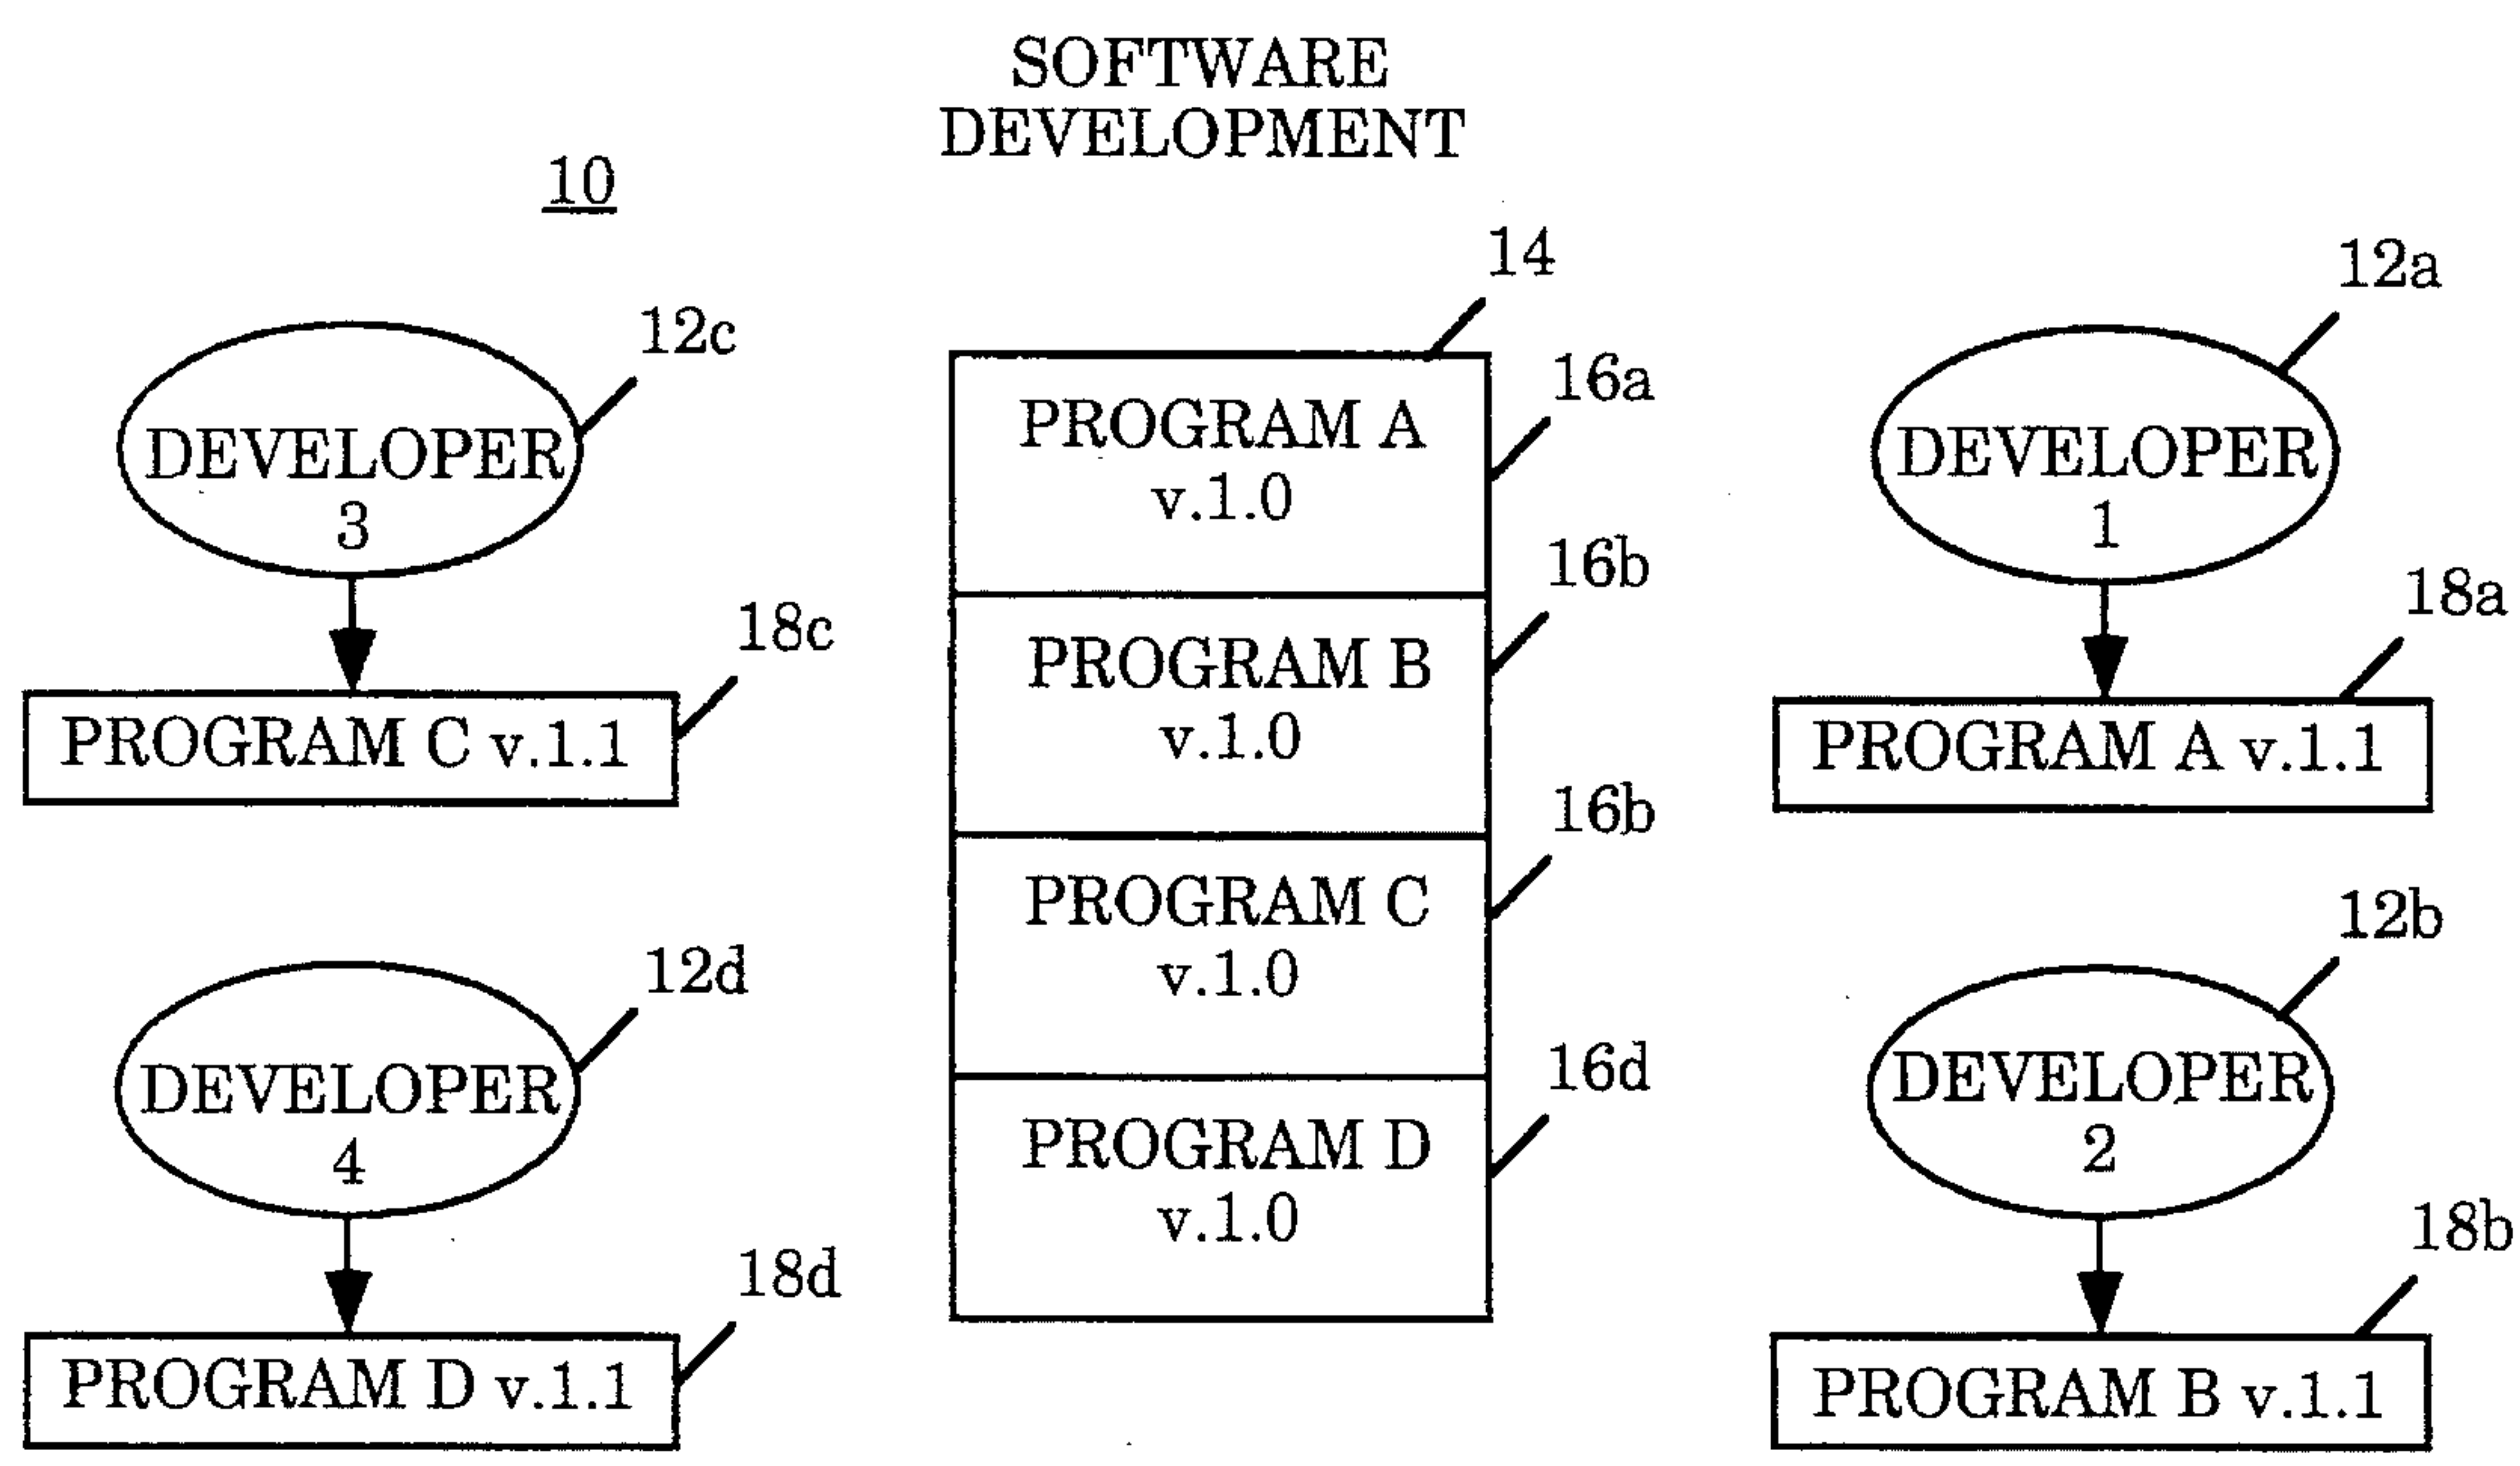 SOFTWARE
DEVELOPMENT
10
14
12a
12c
16a
DEVELOPER
3
PROGRAM A
v.1.0
DEVELOPER
1
16b
18c
18a
PROGRAM C v.1.1
PROGRAM B
v.1.0
PROGRAM A v.1.1
16b
12d
PROGRAM C
v.1.0
12b
DEVELOPER
4
16d
DEVELOPER
2
PROGRAM D
v.1.0
18d
18b
PROGRAM D v.1.1
PROGRAM B v.1.1